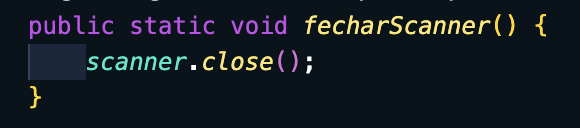 public static void fecharScanner() {
    scanner.close();
}